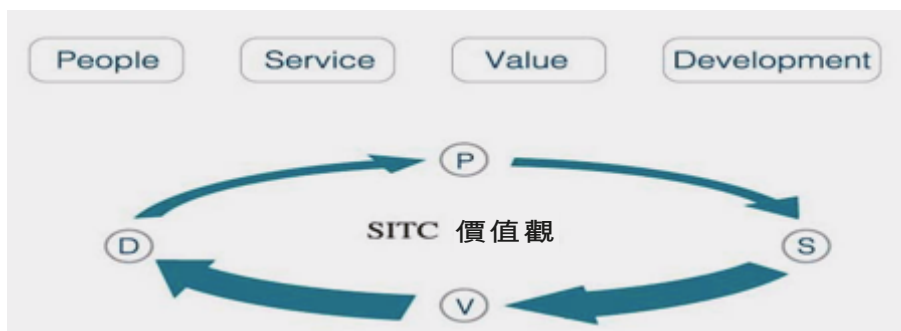 People Service Value Development
P
SITC 價值觀
D S
V